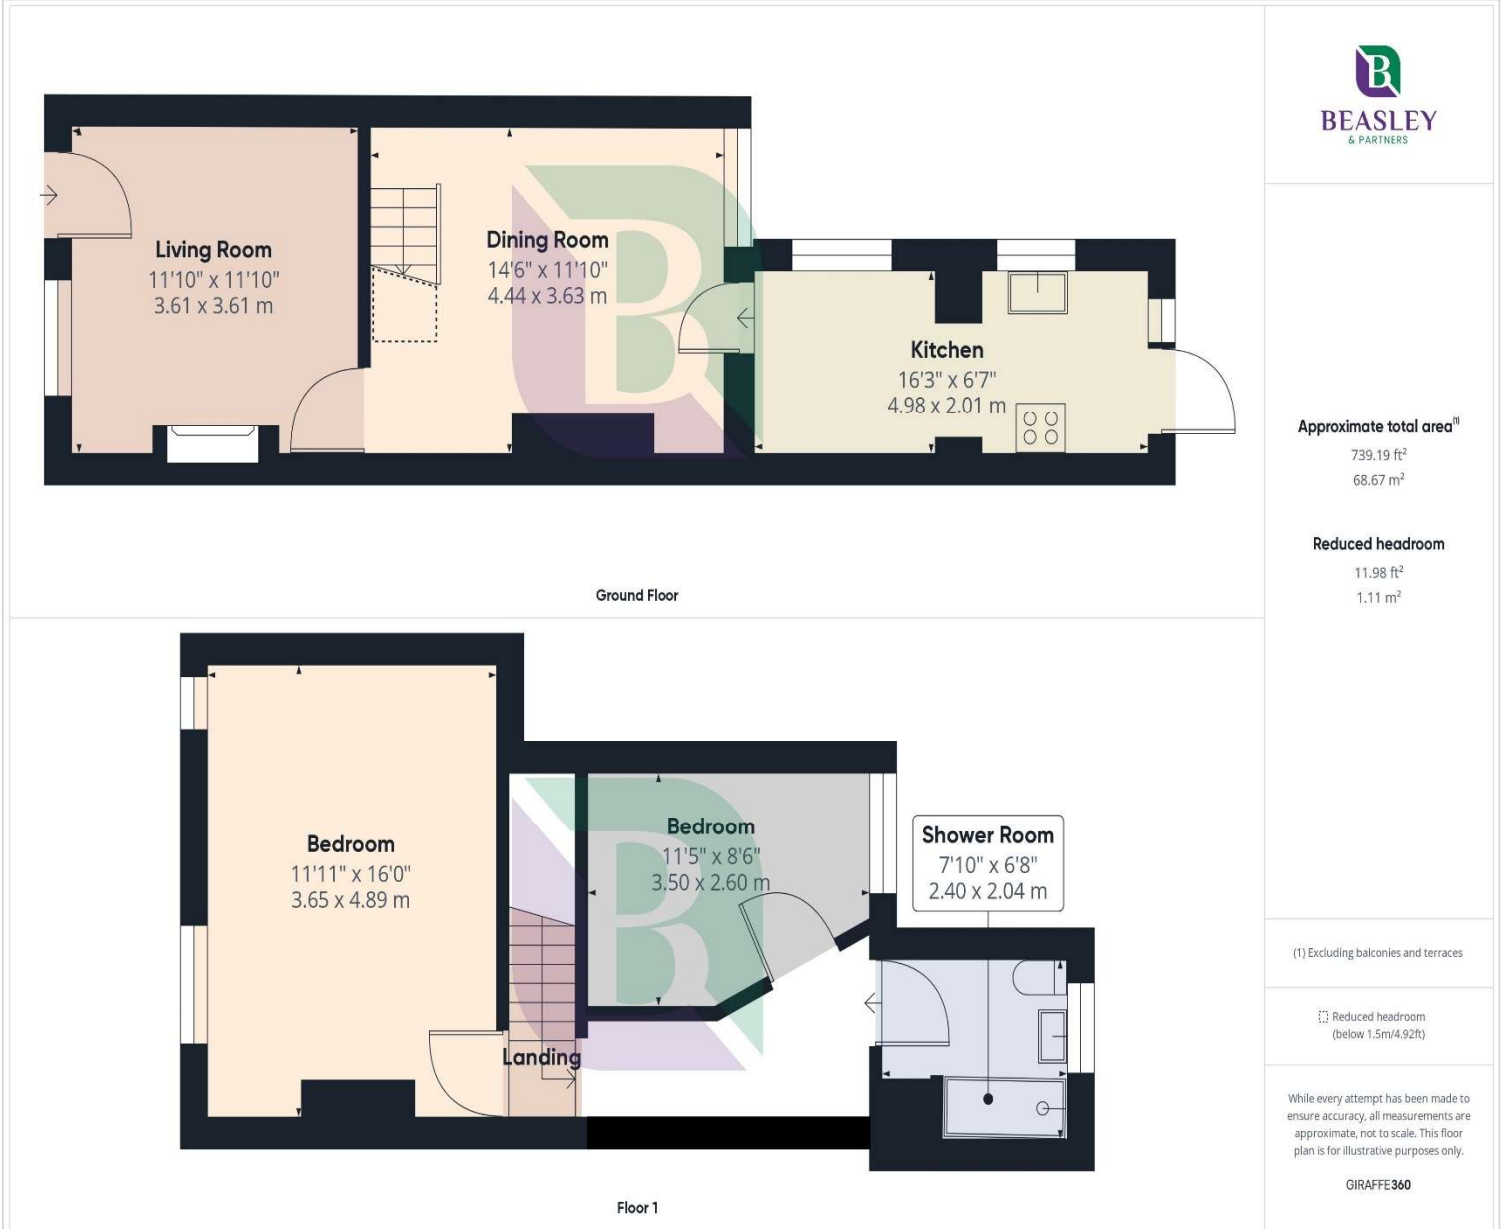 B
BEASLEY
& PARTNERS
Living Room
11'10" x 11'10"
3.61 x 3.61 m
Dining Room
14'6" x 11'10"
4.44 x 3.63 m
B
Kitchen
16'3" x 6'7"
4.98 x 2.01 m
Ground Floor
Approximate total area(1)
739.19 ft²
68.67 m²
Reduced headroom
11.98 ft²
1.11 m²
Bedroom
11'11" x 16'0"
3.65 x 4.89 m
Bedroom
11'5" x 8'6"
3.50 x 2.60 m
B
Shower Room
7'10" x 6'8"
2.40 x 2.04 m
Landing
Floor 1
(1) Excluding balconies and terraces
Reduced headroom
(below 1.5m/4.92ft)
While every attempt has been made to
ensure accuracy, all measurements are
approximate, not to scale. This floor
plan is for illustrative purposes only.
GIRAFFE360